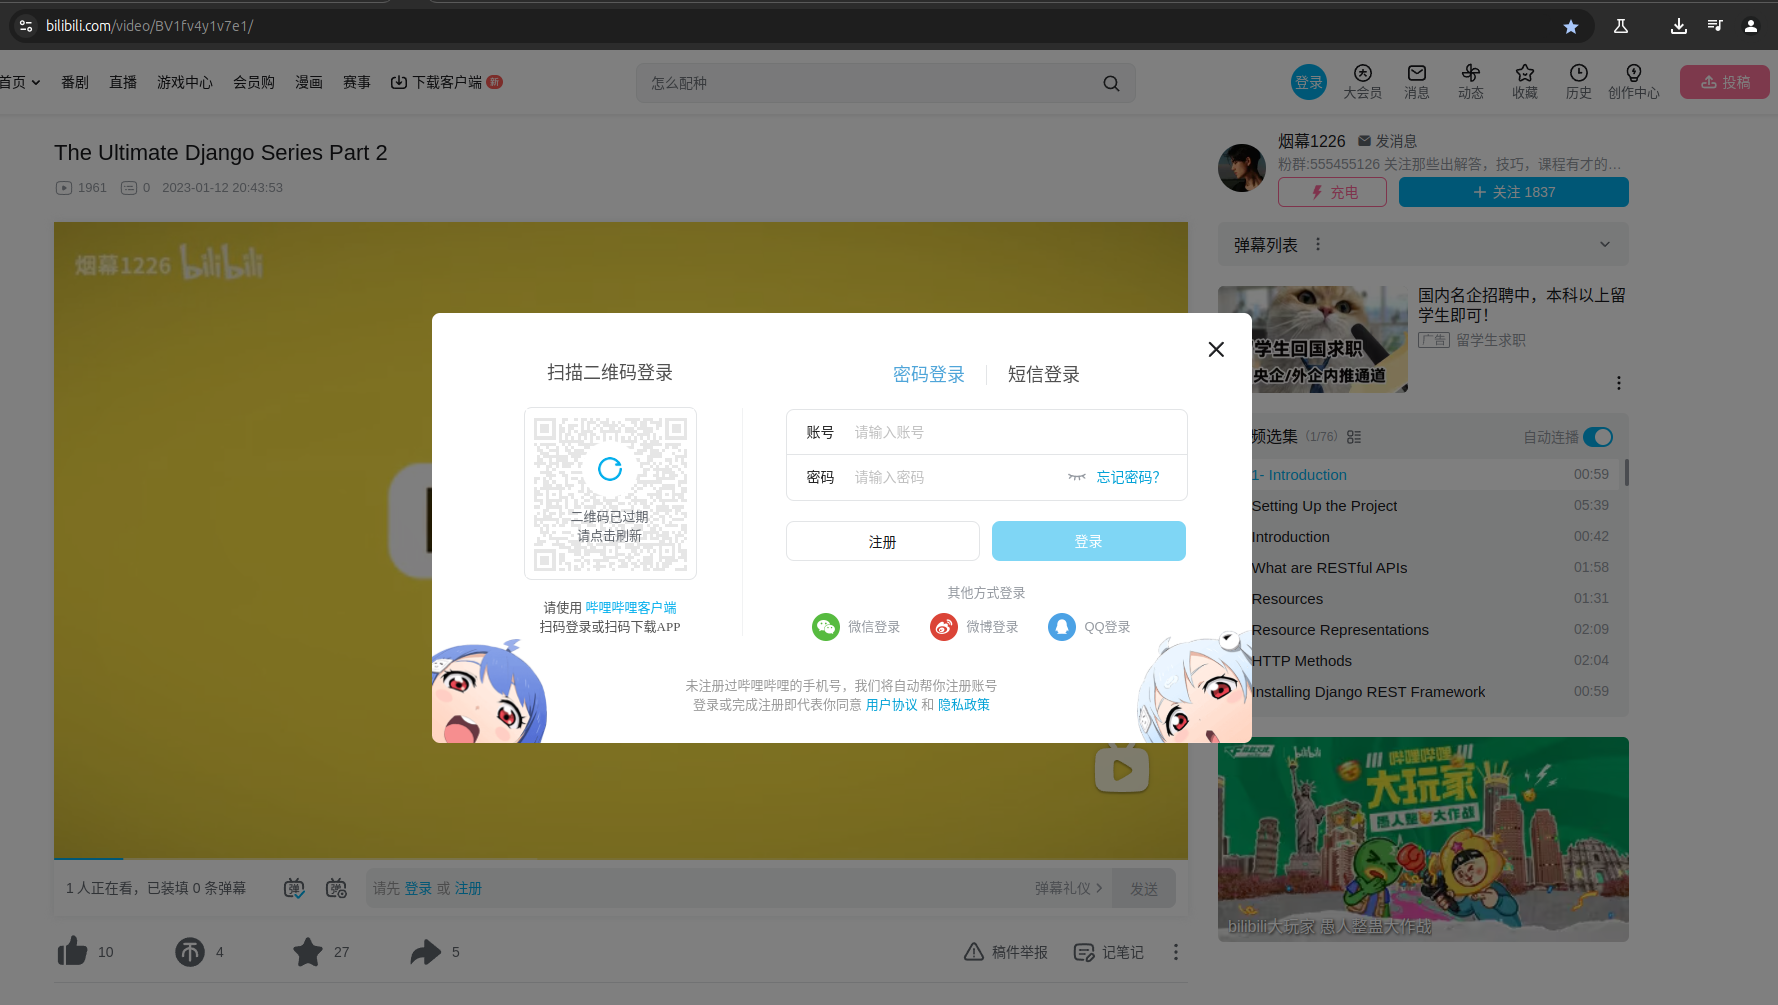 bilibili.com/video/BV1fv4y1v7e1/
首页 番剧 直播 游戏中心 会员购 漫画 赛事 下载客户端 新
怎么配种
登录 大会员 消息 动态 收藏 历史 创作中心 投稿
The Ultimate Django Series Part 2
1961 0 2023-01-12 20:43:53
烟幕1226 发消息
粉群:555455126 关注那些出解答，技巧，课程有才的…
充电 + 关注 1837
烟幕1226 bilibili
弹幕列表
国内名企招聘中，本科以上留
学生即可！
广告 留学生求职
学生回国求职
央企/外企内推通道
频选集 (1/76) 自动连播
1- Introduction 00:59
Setting Up the Project 05:39
Introduction 00:42
What are RESTful APIs 01:58
Resources 01:31
Resource Representations 02:09
HTTP Methods 02:04
Installing Django REST Framework 00:59
扫描二维码登录
二维码已过期
请点击刷新
请使用 哔哩哔哩客户端
扫码登录或扫码下载APP
密码登录 短信登录
账号 请输入账号
密码 请输入密码 忘记密码?
注册 登录
其他方式登录
微信登录 微博登录 QQ登录
未注册过哔哩哔哩的手机号，我们将自动帮你注册账号
登录或完成注册即代表你同意 用户协议 和 隐私政策
bilibili
哔哩哔哩
大玩家
愚人整蛊大作战
bilibili大玩家 愚人整蛊大作战
1 人正在看，已装填 0 条弹幕
弹 弹
请先 登录 或 注册 弹幕礼仪 发送
10 4 27 5 稿件举报 记笔记